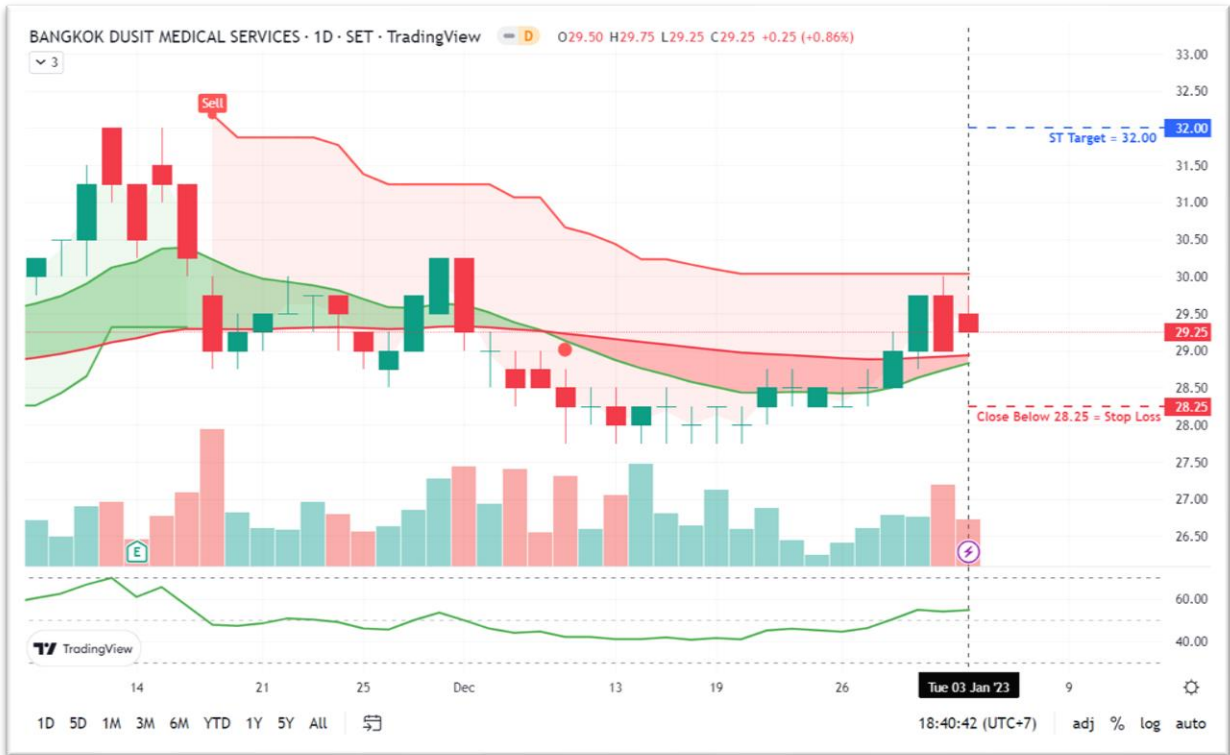 BANGKOK DUSIT MEDICAL SERVICES · 1D · SET · TradingView D O29.50 H29.75 L29.25 C29.25 +0.25 (+0.86%)
3
33.00
32.50
Sell
32.00
ST Target = 32.00
31.50
31.00
30.50
30.00
29.50
29.25
29.00
28.50
28.25
Close Below 28.25 = Stop Loss
28.00
27.50
27.00
26.50
E
60.00
40.00
TradingView
14 21 25 Dec 13 19 26 Tue 03 Jan '23 9
1D 5D 1M 3M 6M YTD 1Y 5Y All 18:40:42 (UTC+7) adj % log auto